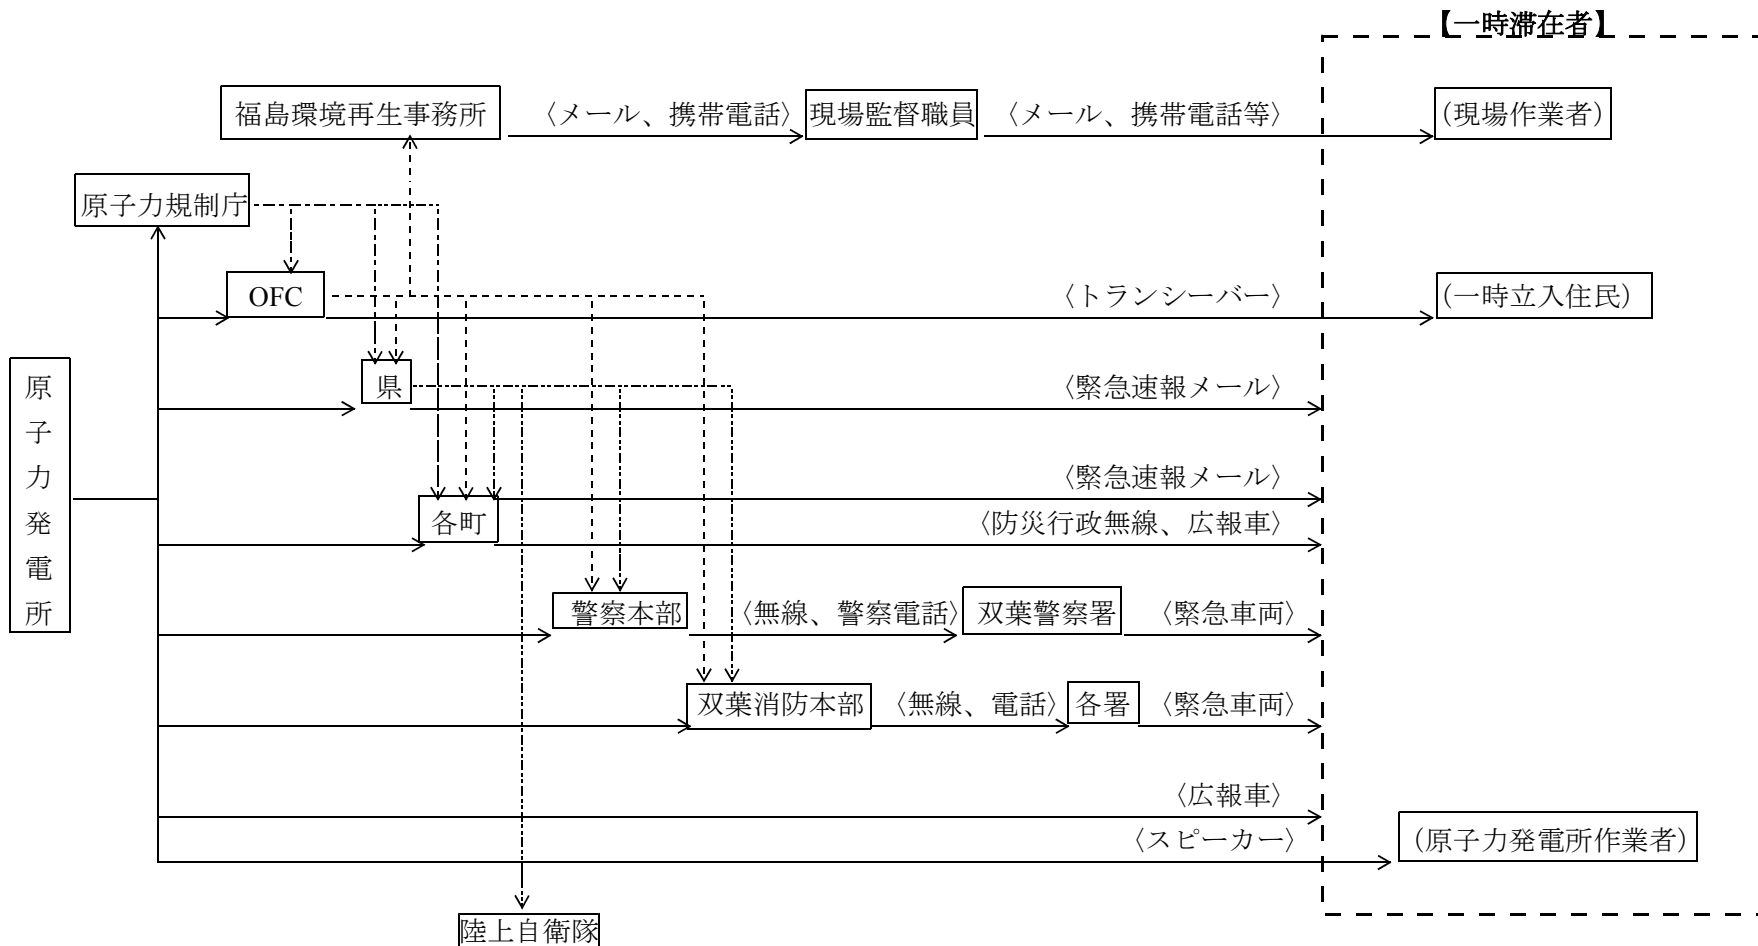 【一時滞在者】
福島環境再生事務所
〈メール、携帯電話〉
現場監督職員
〈メール、携帯電話等〉
(現場作業者)
原子力規制庁
OFC
〈トランシーバー〉
(一時立入住民)
県
〈緊急速報メール〉
原子力発電所
〈緊急速報メール〉
各町
〈防災行政無線、広報車〉
警察本部
〈無線、警察電話〉
双葉警察署
〈緊急車両〉
双葉消防本部
〈無線、電話〉
各署
〈緊急車両〉
〈広報車〉
〈スピーカー〉
(原子力発電所作業者)
陸上自衛隊